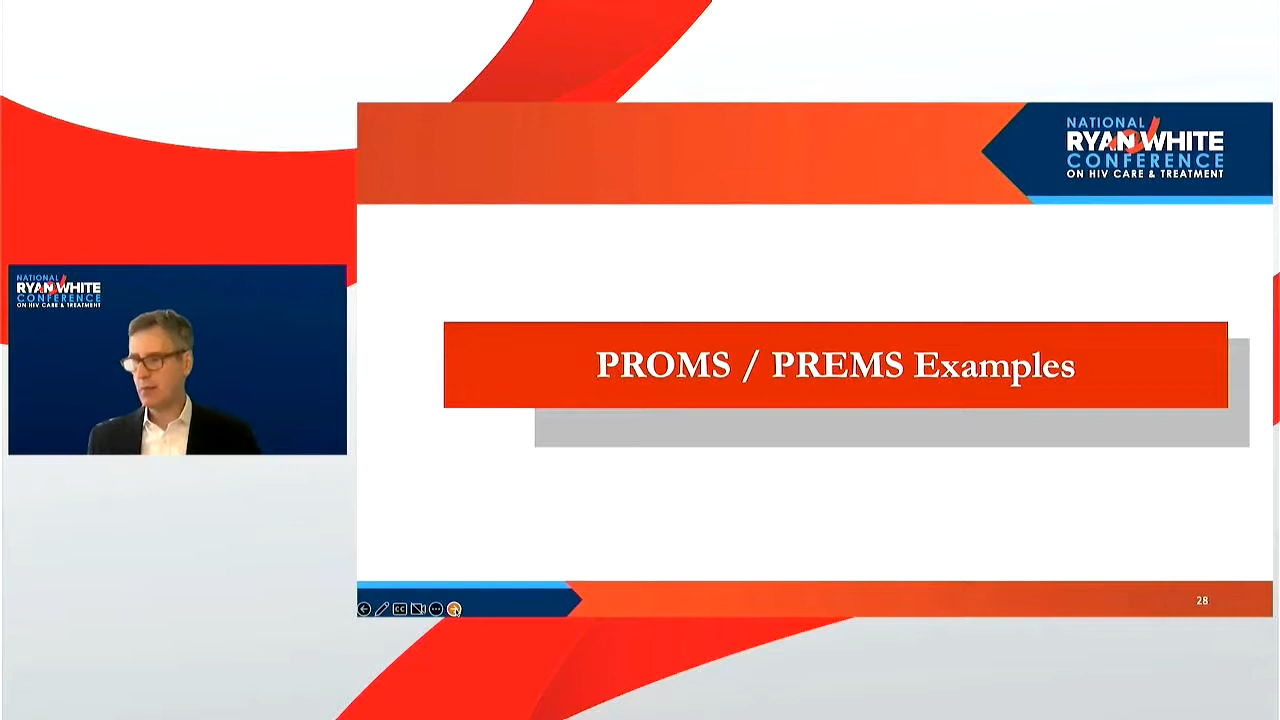 NATIONAL
RYAN WHITE
CONFERENCE
ON HIV CARE & TREATMENT
NATIONAL
RYAN WHITE
CONFERENCE
ON HIV CARE & TREATMENT
PROMS / PREMS Examples
CC
28